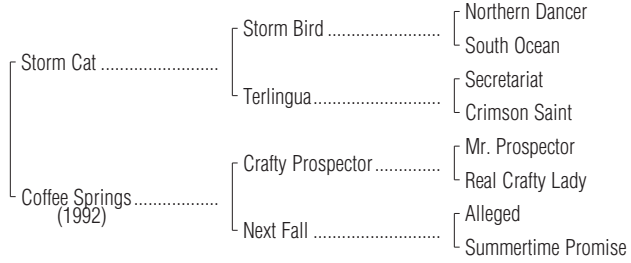 Northern Dancer
Storm Bird ........................
South Ocean
Storm Cat .........................
Secretariat
Terlingua...........................
Crimson Saint
Mr. Prospector
Crafty Prospector..............
Real Crafty Lady
Coffee Springs..................
(1992)
Alleged
Next Fall ...........................
Summertime Promise